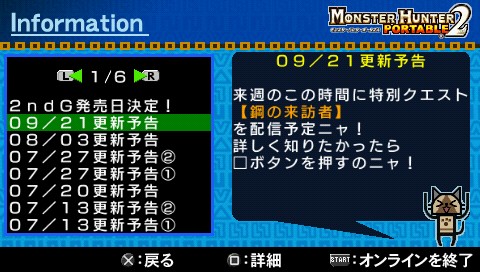 Information
MONSTER HUNTER
PORTABLE 2
L 1/6 R
2ndG発売日決定!
09/21更新予告
08/03更新予告
07/27更新予告②
07/27更新予告①
07/20更新予告
07/13更新予告②
07/13更新予告①
09/21更新予告
来週のこの時間に特別クエスト
【鋼の来訪者】
を配信予定ニャ!
詳しく知りたかったら
□ボタンを押すのニャ!
×:戻る
□:詳細
START:オンラインを終了